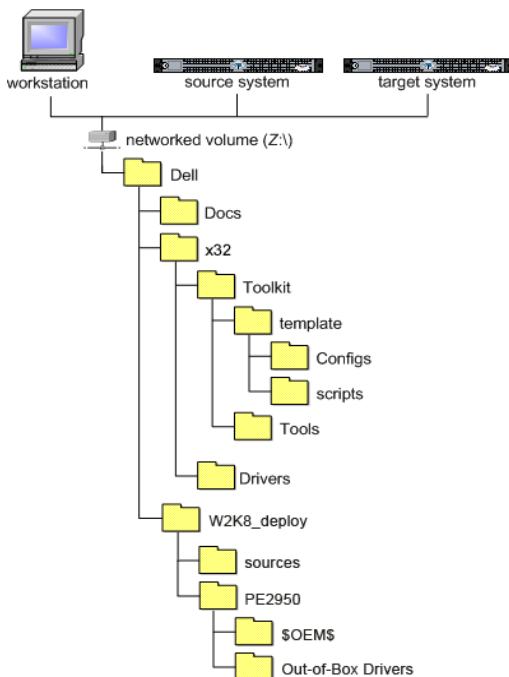 workstation
source system
target system
networked volume (Z:\)
Dell
Docs
x32
Toolkit
template
Configs
scripts
Tools
Drivers
W2K8_deploy
sources
PE2950
$OEM$
Out-of-Box Drivers